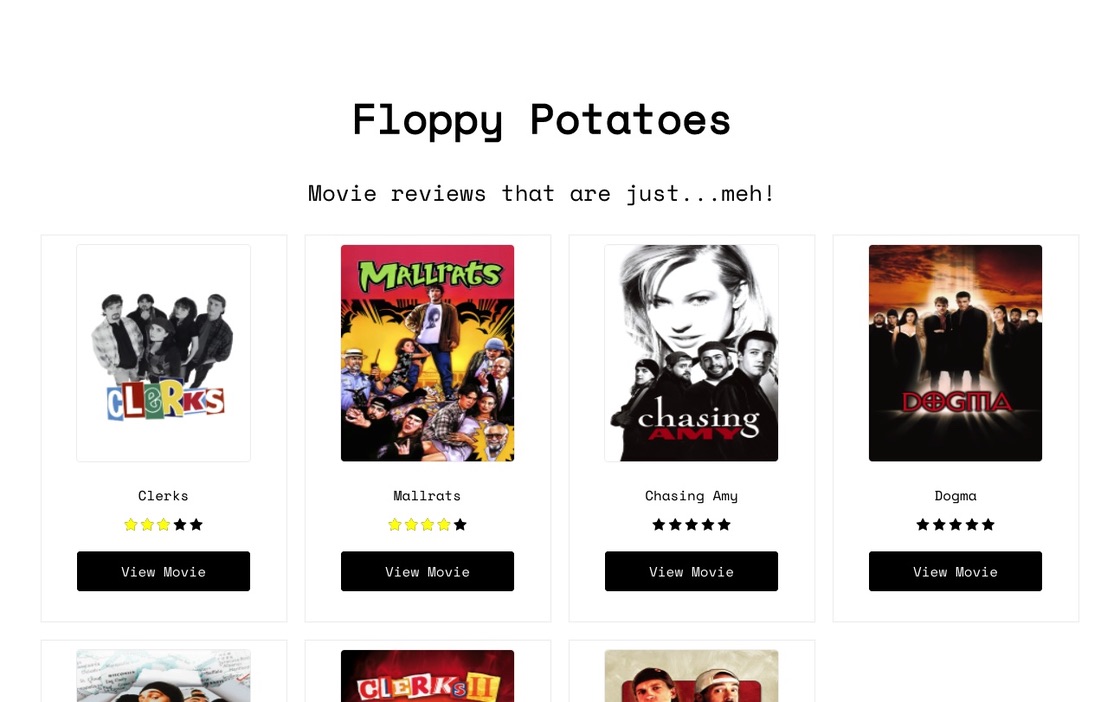 Floppy Potatoes
Movie reviews that are just...meh!
CLERKS
MALLRATS
chasing
AMY
DOGMA
Clerks
Mallrats
Chasing Amy
Dogma
View Movie
View Movie
View Movie
View Movie
CLERKS II